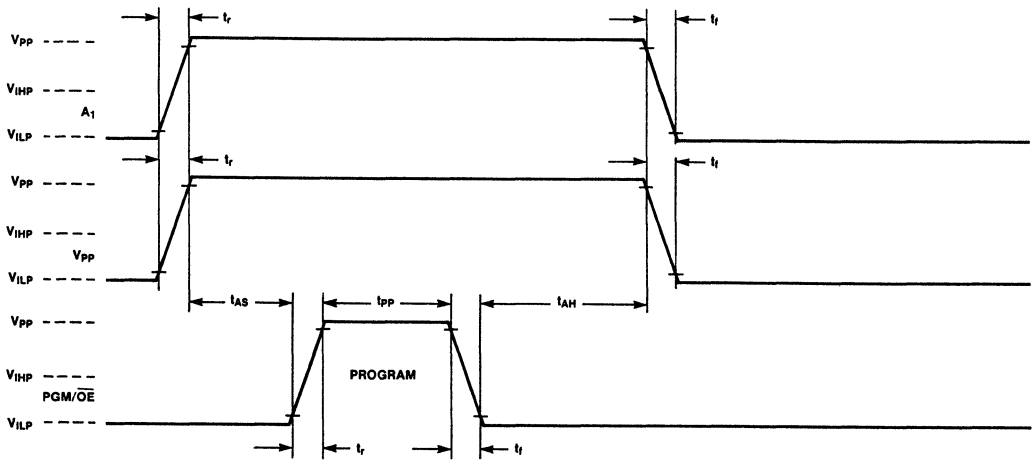 tr
tf
VPP
VIHP
A1
VILP
tr
tf
VPP
VIHP
VPP
VILP
tAS
tPP
tAH
VPP
VIHP
PROGRAM
PGM/OE
VILP
tr
tf